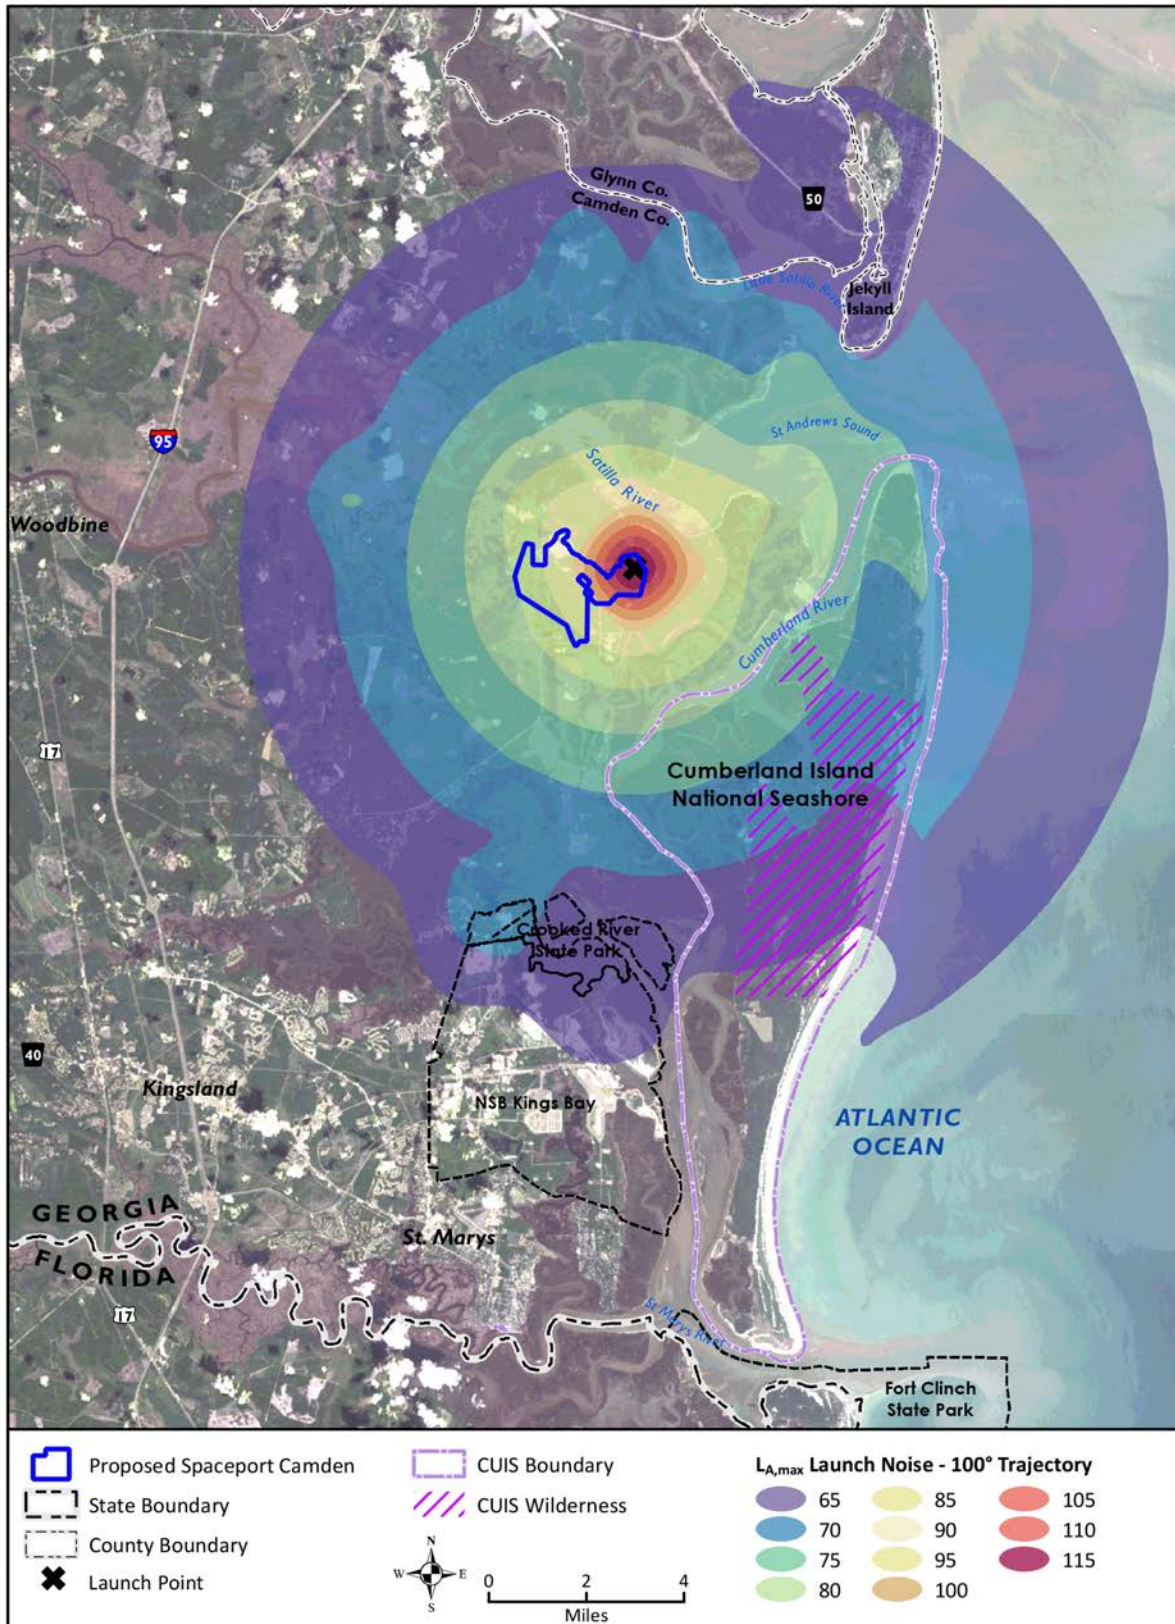 Glynn Co.
Camden Co.
50
Little Satilla River
Jekyll
Island
95
St Andrews Sound
Satilla River
Woodbine
Cumberland River
17
Cumberland Island
National Seashore
Crooked River
State Park
40
Kingsland
NSB Kings Bay
ATLANTIC
OCEAN
GEORGIA
FLORIDA
St. Marys
17
St Marys River
Fort Clinch
State Park
Proposed Spaceport Camden
State Boundary
County Boundary
Launch Point
CUIS Boundary
CUIS Wilderness
N
W E
S
0 2 4
Miles
LA,max Launch Noise - 100° Trajectory
65 85 105
70 90 110
75 95 115
80 100